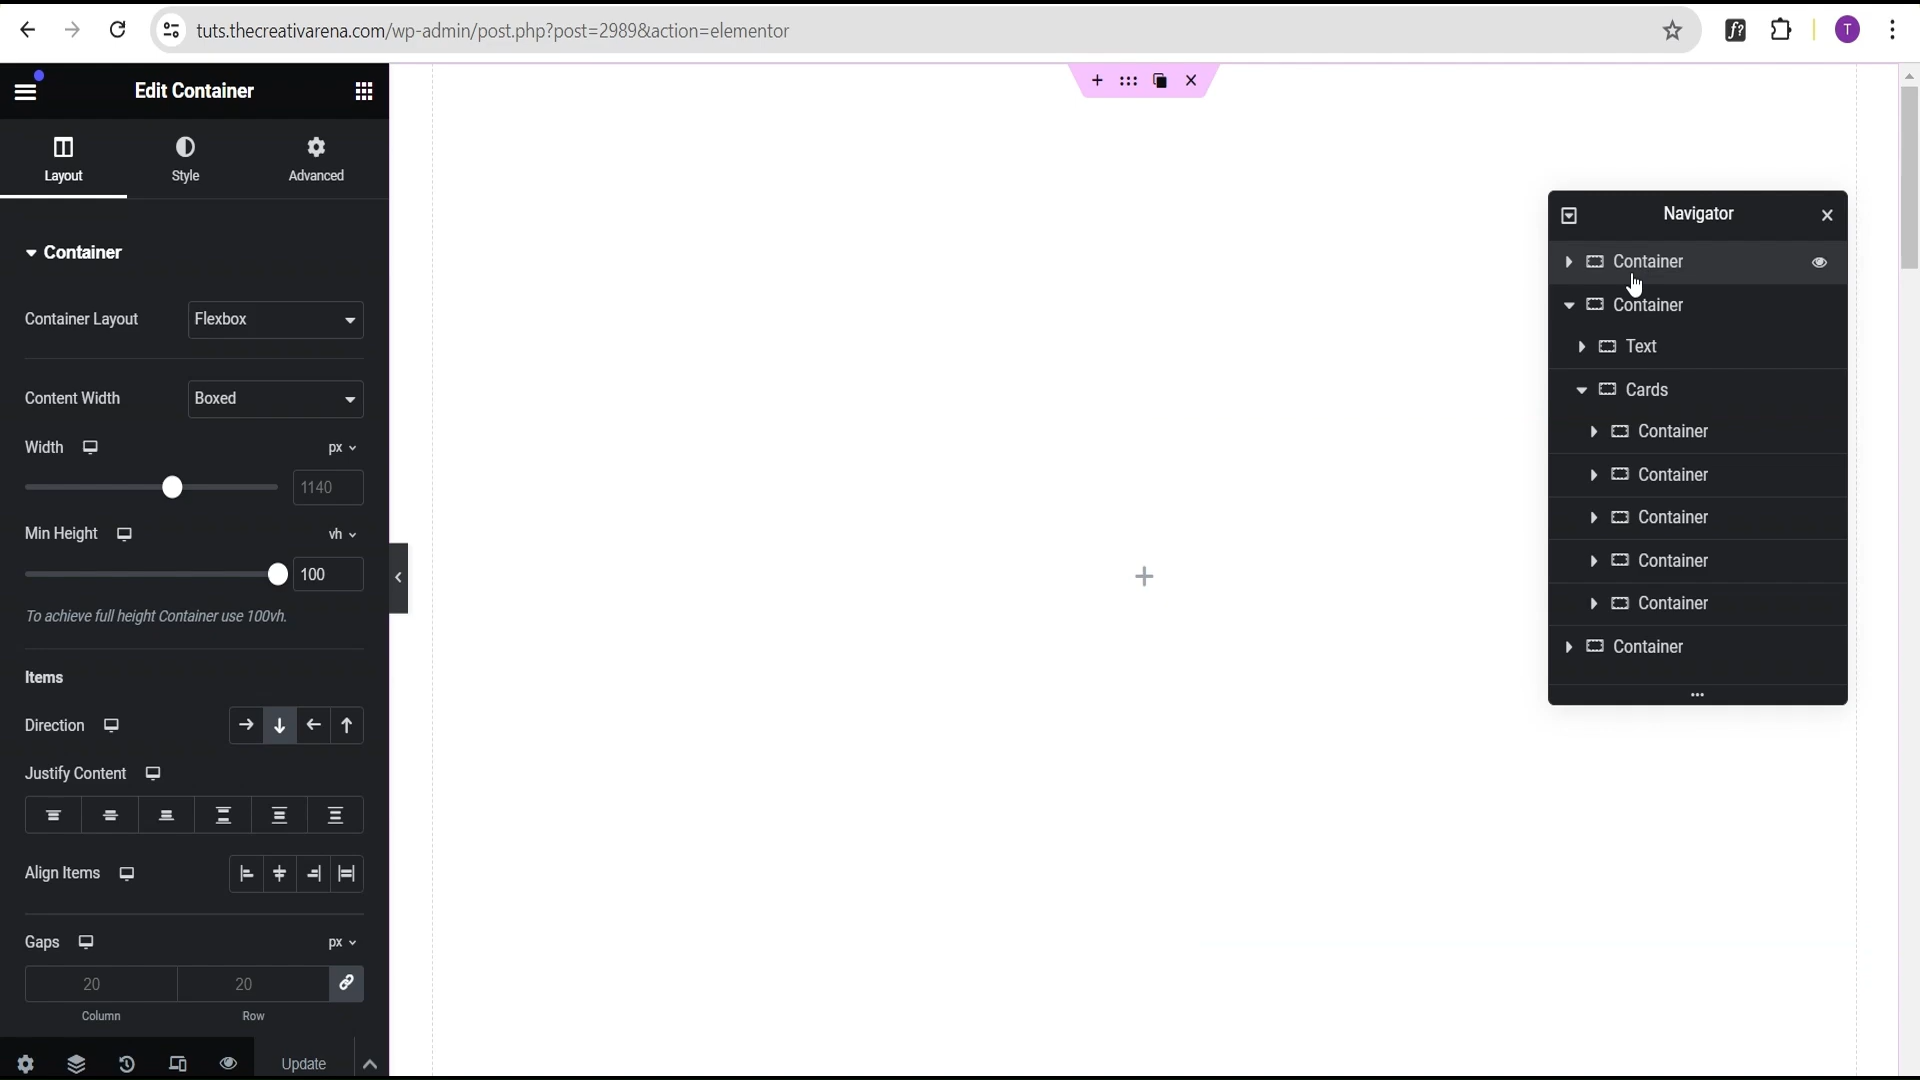 tuts.thecreativarena.com/wp-admin/post.php?post=2989&action=elementor
f?
T
Edit Container
Layout
Style
Advanced
Container
Container Layout
Flexbox
Content Width
Boxed
Width
px
1140
Min Height
vh
100
To achieve full height Container use 100vh.
Items
Direction
Justify Content
Align Items
Gaps
px
20
20
Column
Row
Update
Navigator
Container
Container
Text
Cards
Container
Container
Container
Container
Container
Container